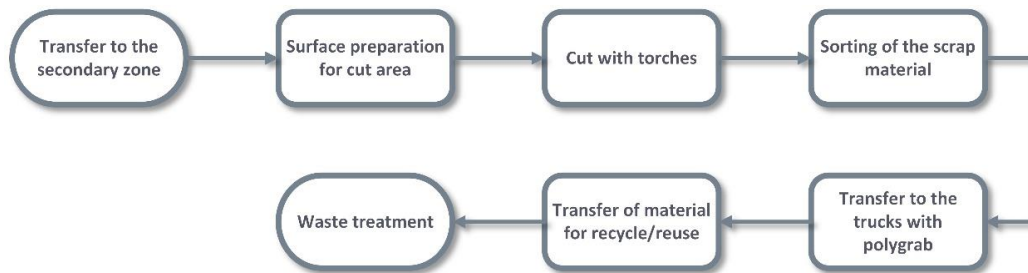 Transfer to the
secondary zone
Surface preparation
for cut area
Cut with torches
Sorting of the scrap
material
Transfer to the
trucks with
polygrab
Transfer of material
for recycle/reuse
Waste treatment